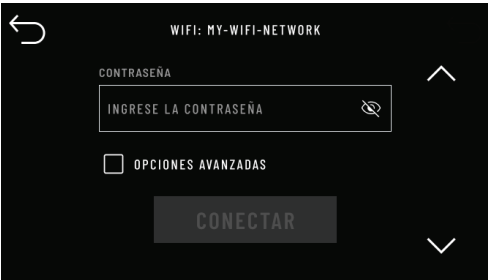 WIFI: MY-WIFI-NETWORK
CONTRASEÑA
INGRESE LA CONTRASEÑA
OPCIONES AVANZADAS
CONECTAR